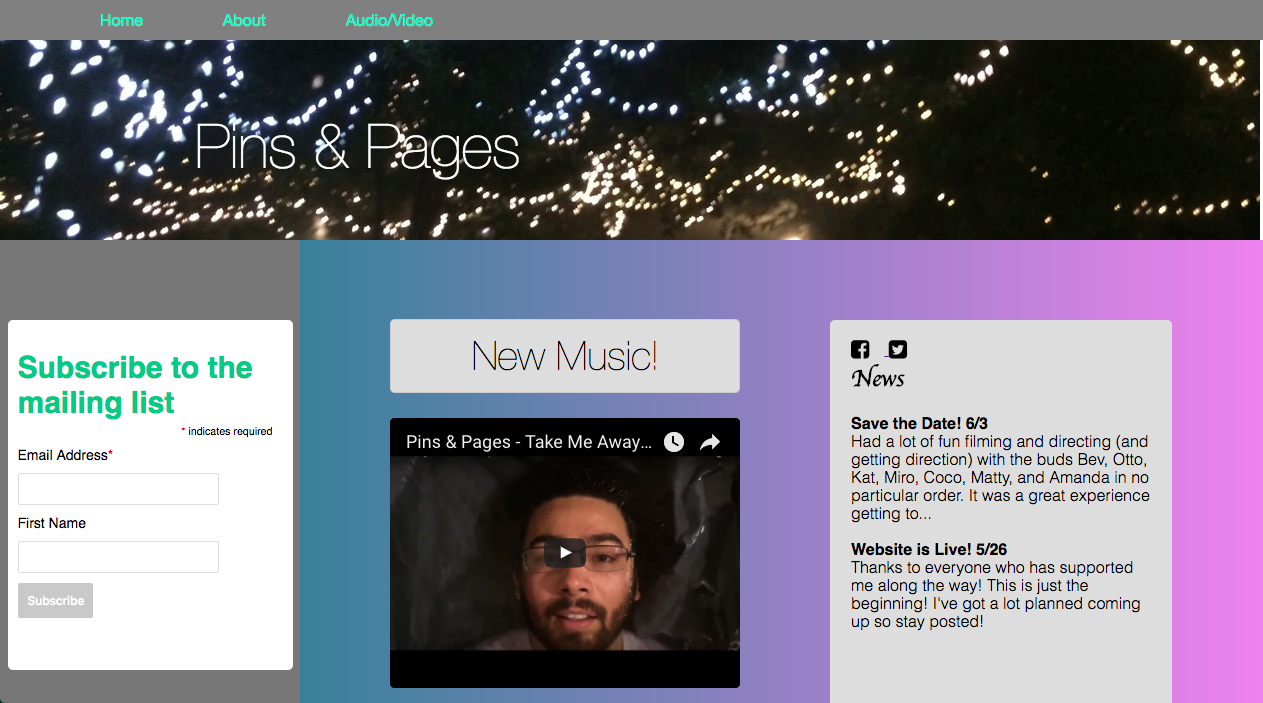 Home About Audio/Video
Pins & Pages
Subscribe to the
mailing list
* indicates required
Email Address*
First Name
Subscribe
New Music!
Pins & Pages - Take Me Away...
News
Save the Date! 6/3
Had a lot of fun filming and directing (and
getting direction) with the buds Bev, Otto,
Kat, Miro, Coco, Matty, and Amanda in no
particular order. It was a great experience
getting to...
Website is Live! 5/26
Thanks to everyone who has supported
me along the way! This is just the
beginning! I've got a lot planned coming
up so stay posted!